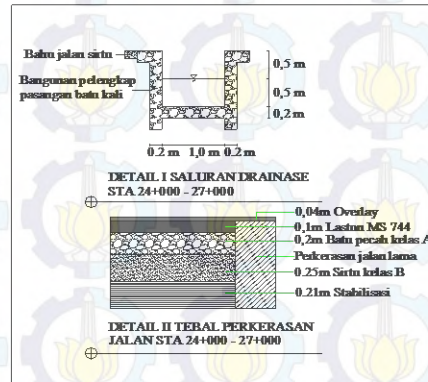 Bahu jalan sirtu
Bangunan pelengkap
pasangan batu kali
0,5 m
0,5 m
0,2 m
0.2 m 1,0 m 0.2 m
DETAIL I SALURAN DRAINASE
STA 24+000 - 27+000
0,04m Overlay
0,1m Laston MS 744
0,2m Batu pecah kelas A
Perkerasan jalan lama
0.25m Sirtu kelas B
0.21m Stabilisasi
DETAIL II TEBAL PERKERASAN
JALAN STA 24+000 - 27+000